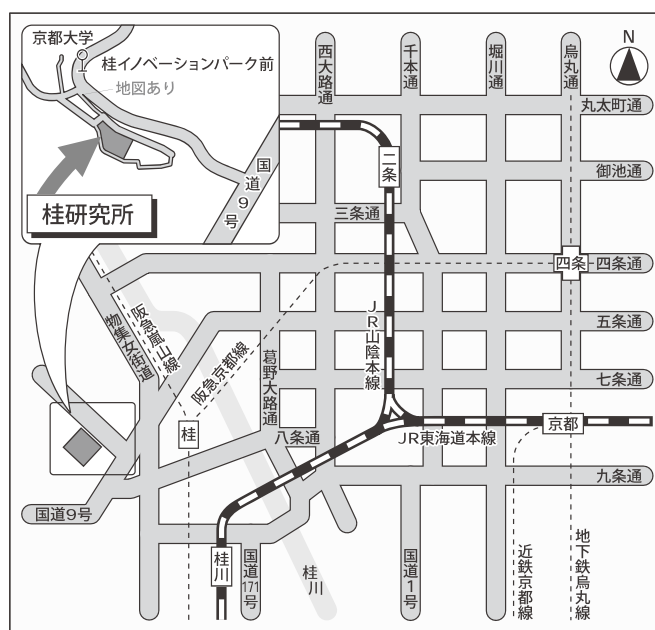 京都大学
桂イノベーションパーク前
地図あり
国道9号
桂研究所
西大路通
千本通
堀川通
烏丸通
N
丸太町通
二条
御池通
三条通
四条
四条通
物集女街道
阪急嵐山線
阪急京都線
葛野大路通
JR山陰本線
五条通
七条通
桂
八条通
JR東海道本線
京都
九条通
国道9号
桂川
国道171号
桂川
国道1号
近鉄京都線
地下鉄烏丸線